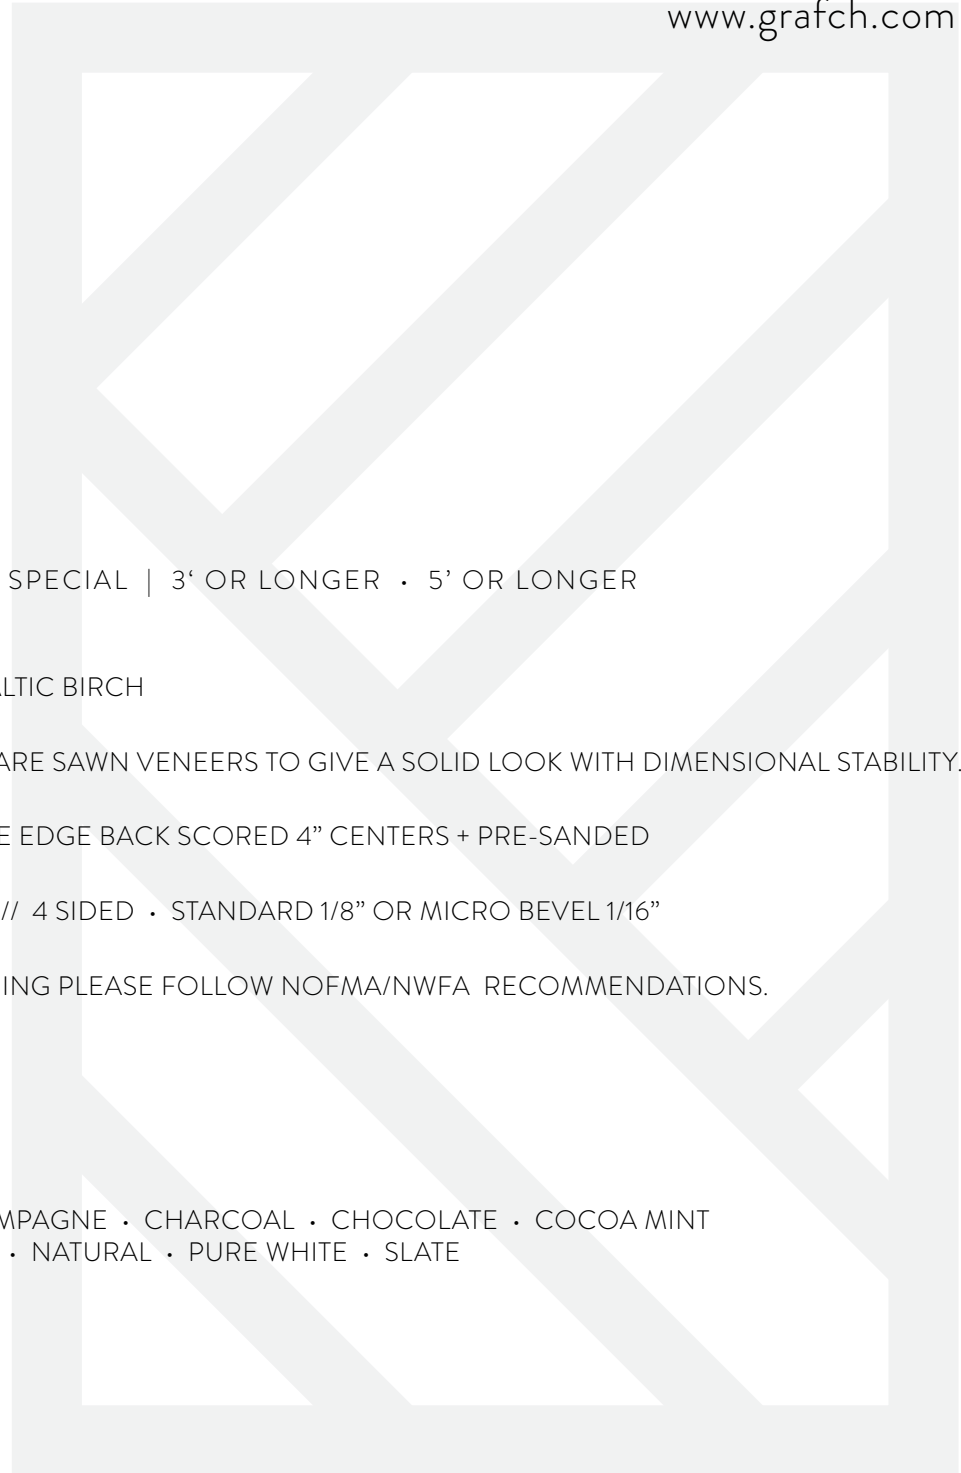 www.grafch.com
SPECIAL | 3‘ OR LONGER • 5’ OR LONGER
LTIC BIRCH
ARE SAWN VENEERS TO GIVE A SOLID LOOK WITH DIMENSIONAL STABILITY.
E EDGE BACK SCORED 4” CENTERS + PRE-SANDED
// 4 SIDED • STANDARD 1/8” OR MICRO BEVEL 1/16”
ING PLEASE FOLLOW NOFMA/NWFA RECOMMENDATIONS.
MPAGNE • CHARCOAL • CHOCOLATE • COCOA MINT
• NATURAL • PURE WHITE • SLATE